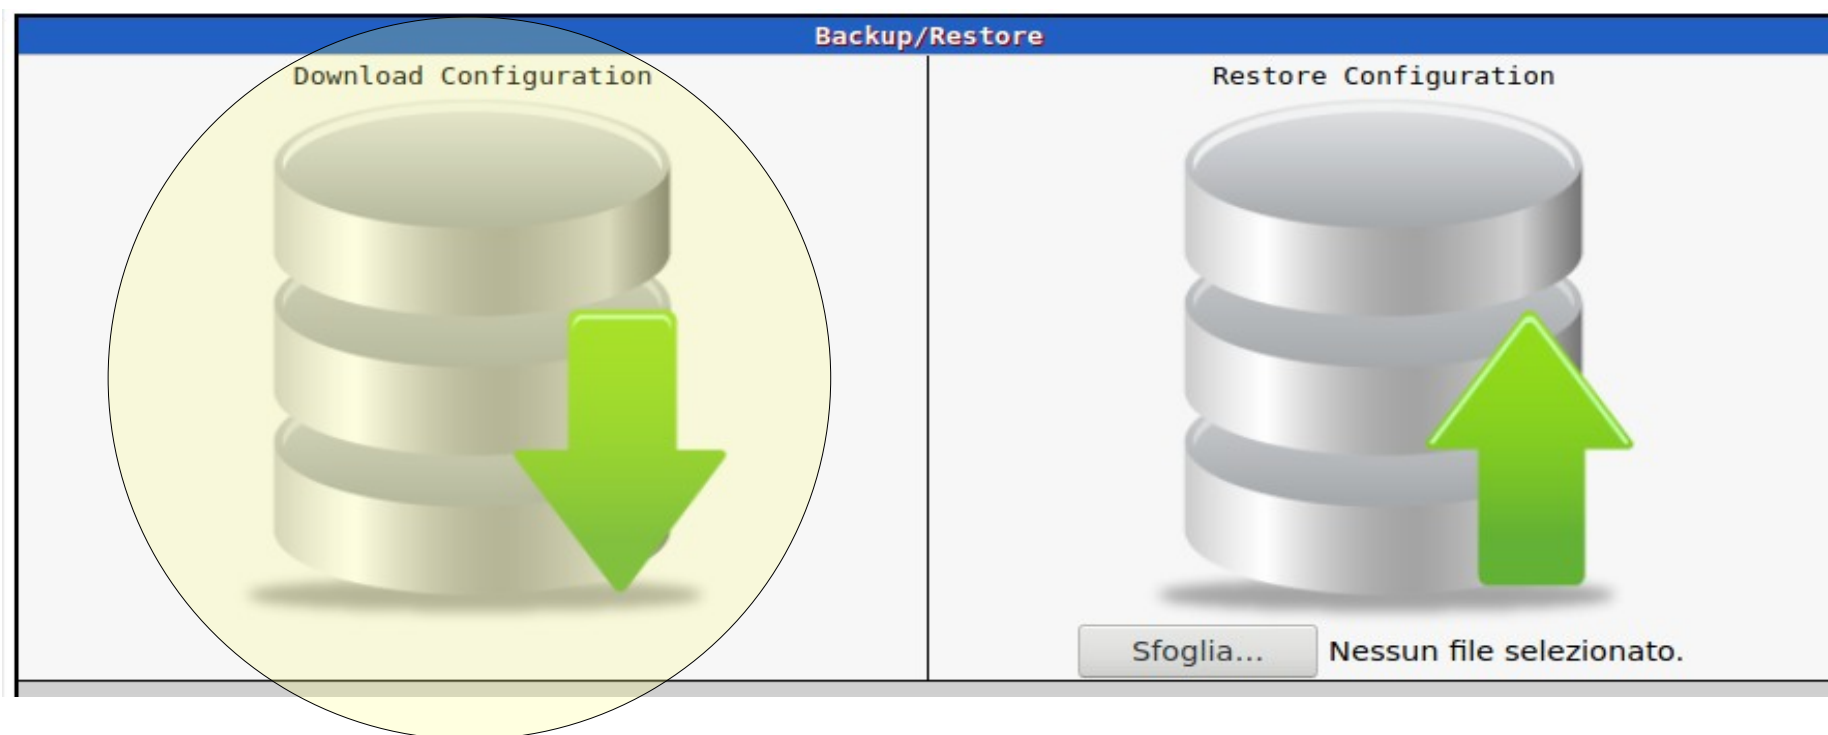 Backup/Restore
Download Configuration
Restore Configuration
Sfoglia... Nessun file selezionato.